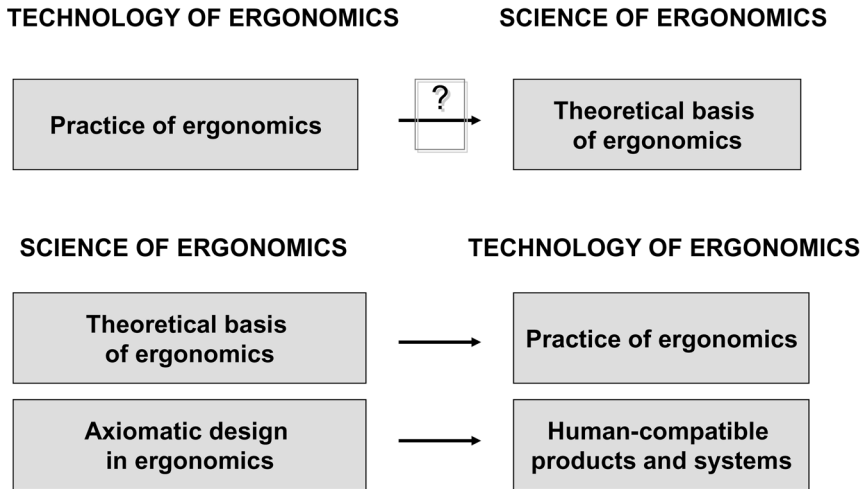 TECHNOLOGY OF ERGONOMICS
SCIENCE OF ERGONOMICS
Practice of ergonomics
?
Theoretical basis
of ergonomics
SCIENCE OF ERGONOMICS
TECHNOLOGY OF ERGONOMICS
Theoretical basis
of ergonomics
Practice of ergonomics
Axiomatic design
in ergonomics
Human-compatible
products and systems